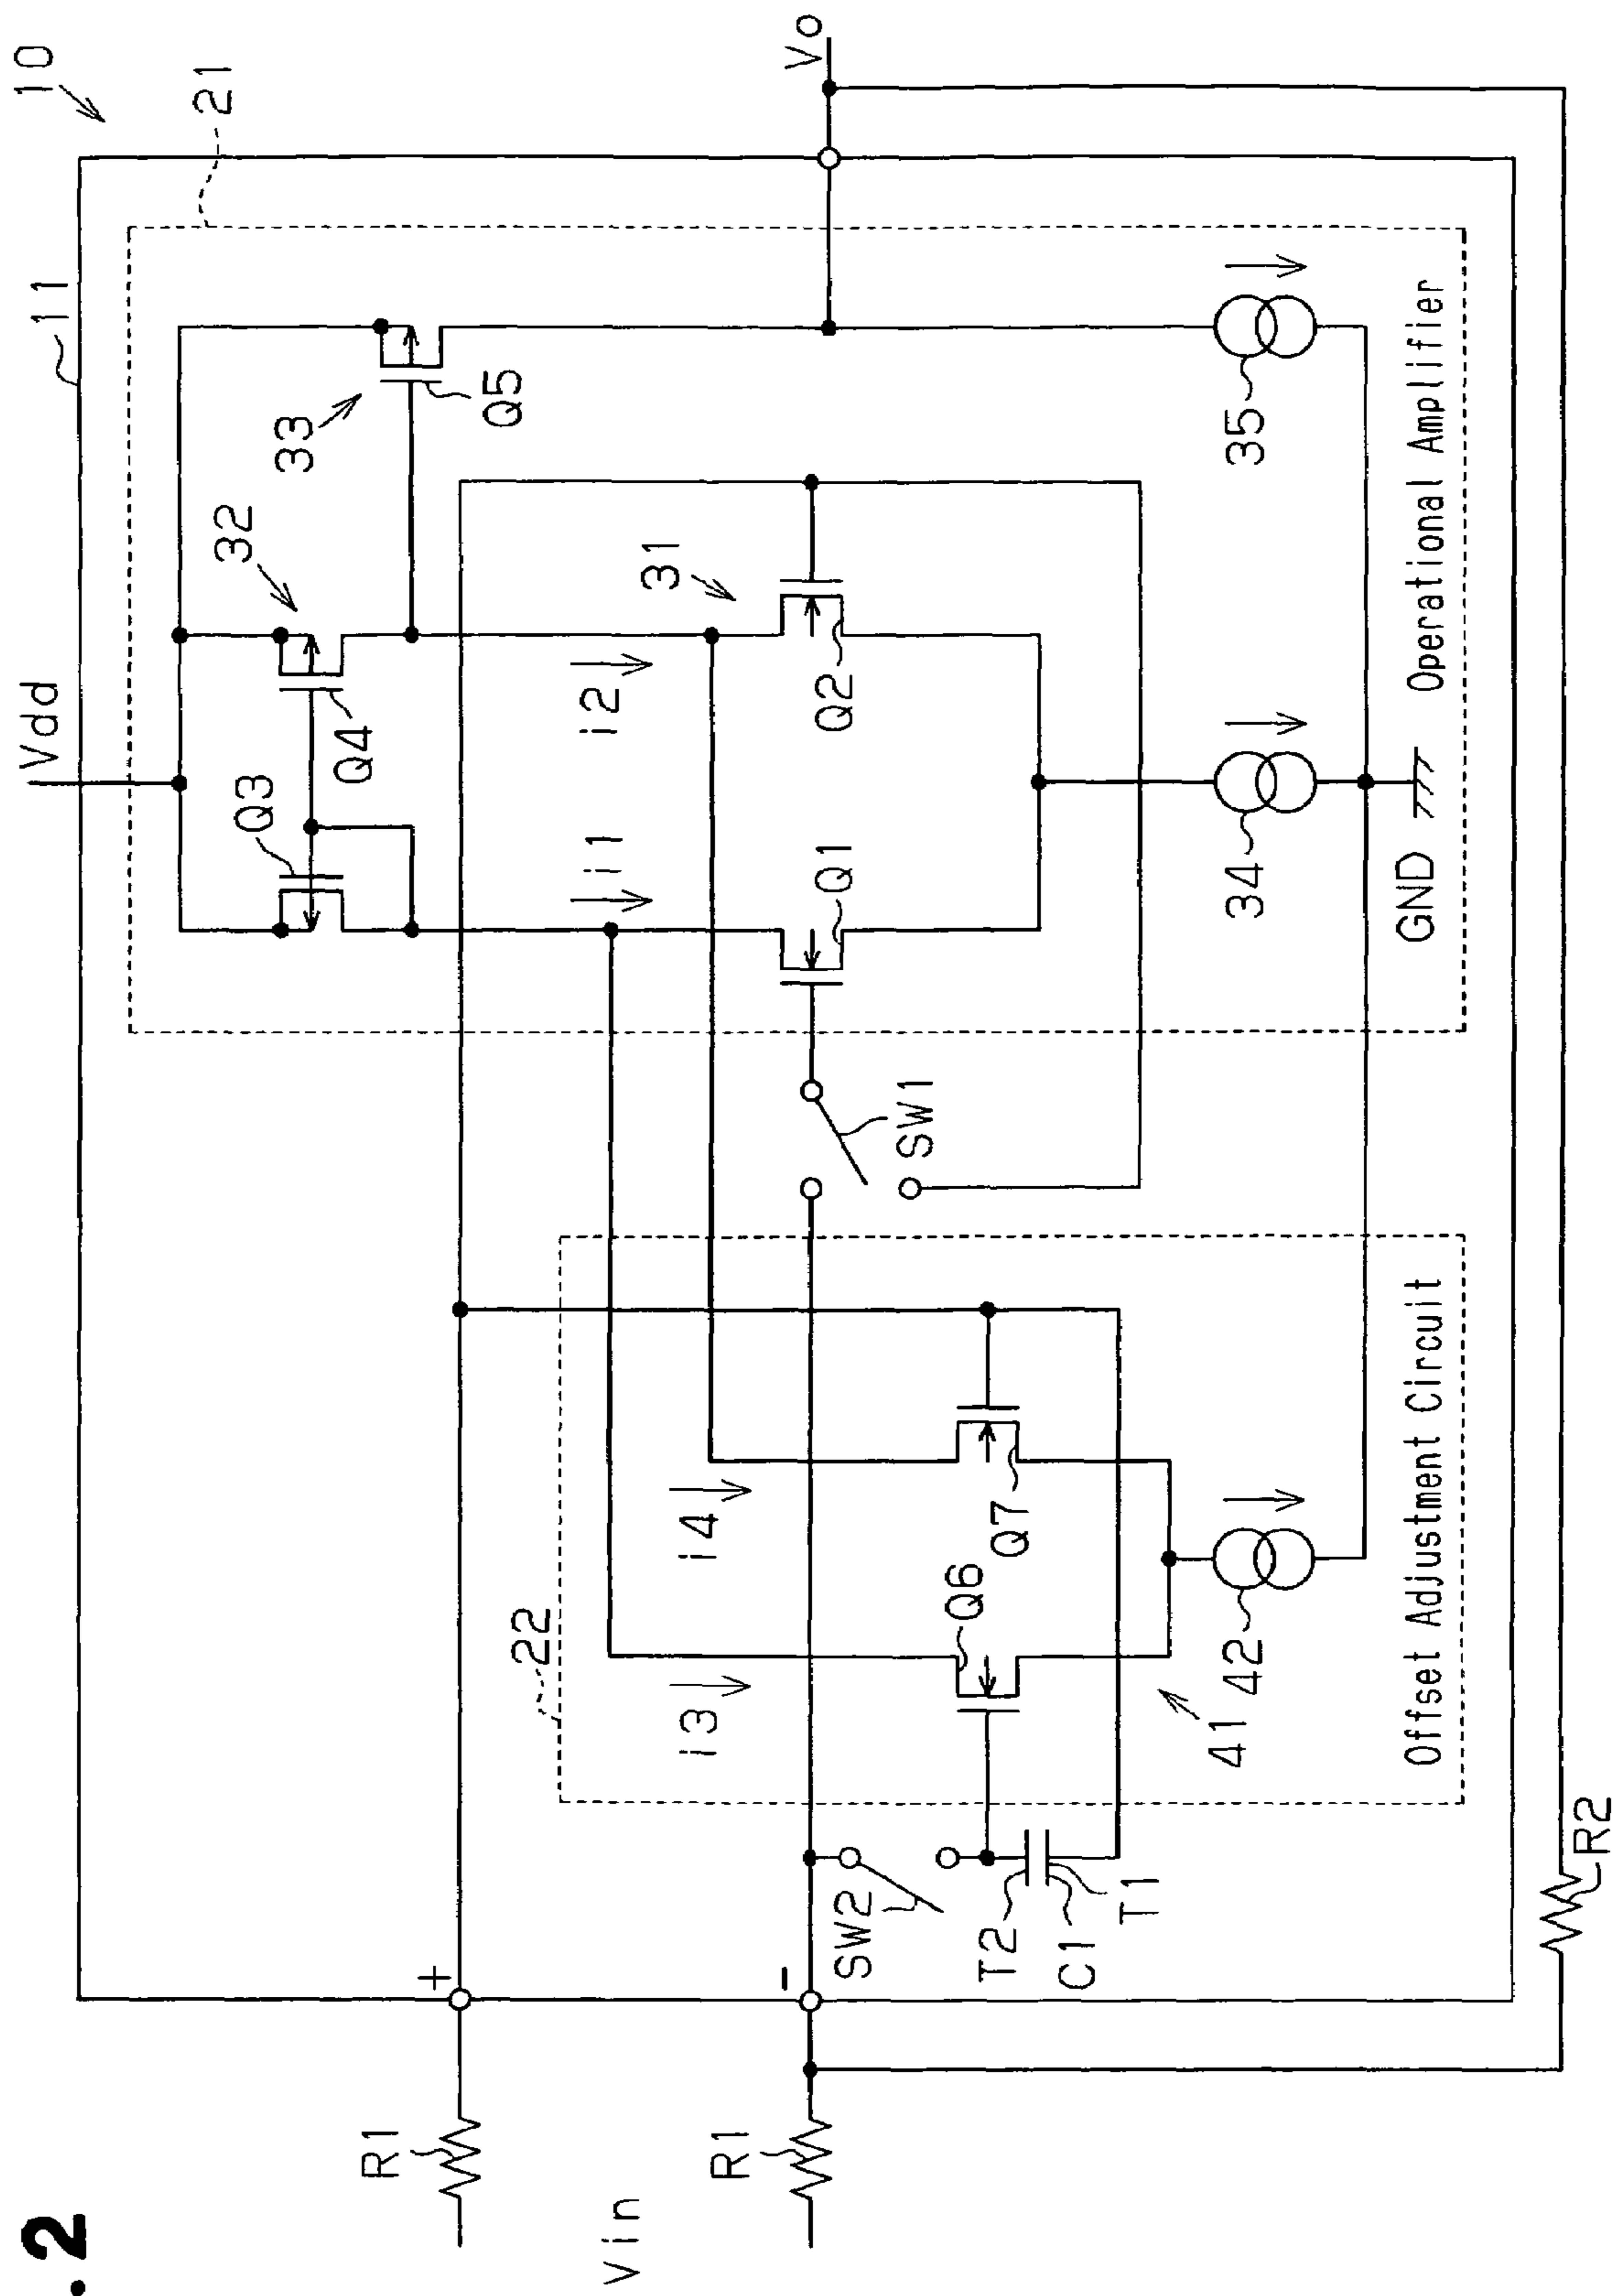 .2
10
11
21
Vdd
Vo
Q3
32
Q4
33
Q5
i1
i2
31
Q1
Q2
34
35
GND
Operational Amplifier
SW1
22
i3
i4
Q6
Q7
41
42
Offset Adjustment Circuit
+
-
SW2
T2
C1
T1
R1
R1
Vin
R2